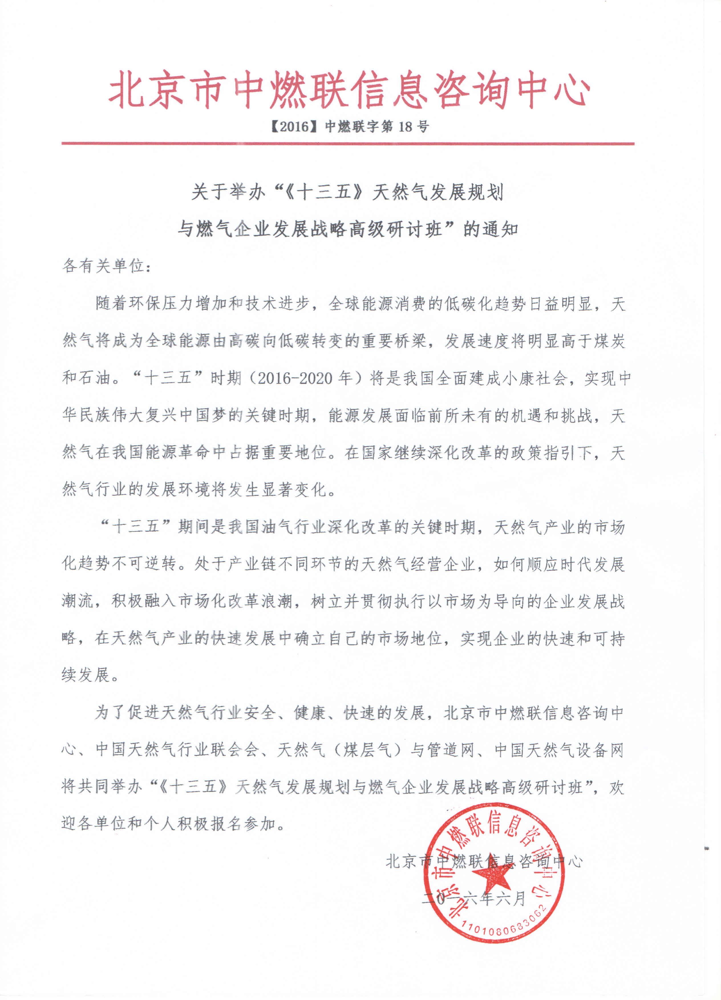 北京市中燃联信息咨询中心
【2016】中燃联字第 18 号
关于举办“《十三五》天然气发展规划
与燃气企业发展战略高级研讨班”的通知
各有关单位：
随着环保压力增加和技术进步，全球能源消费的低碳化趋势日益明显，天
然气将成为全球能源由高碳向低碳转变的重要桥梁，发展速度将明显高于煤炭
和石油。“十三五”时期（2016-2020 年）将是我国全面建成小康社会，实现中
华民族伟大复兴中国梦的关键时期，能源发展面临前所未有的机遇和挑战，天
然气在我国能源革命中占据重要地位。在国家继续深化改革的政策指引下，天
然气行业的发展环境将发生显著变化。
“十三五”期间是我国油气行业深化改革的关键时期，天然气产业的市场
化趋势不可逆转。处于产业链不同环节的天然气经营企业，如何顺应时代发展
潮流，积极融入市场化改革浪潮，树立并贯彻执行以市场为导向的企业发展战
略，在天然气产业的快速发展中确立自己的市场地位，实现企业的快速和可持
续发展。
为了促进天然气行业安全、健康、快速的发展，北京市中燃联信息咨询中
心、中国天然气行业联会会、天然气（煤层气）与管道网、中国天然气设备网
将共同举办“《十三五》天然气发展规划与燃气企业发展战略高级研讨班”，欢
迎各单位和个人积极报名参加。
北京市中燃联信息咨询中心
二0一六年六月
北京市中燃联信息咨询中心
1101080683062